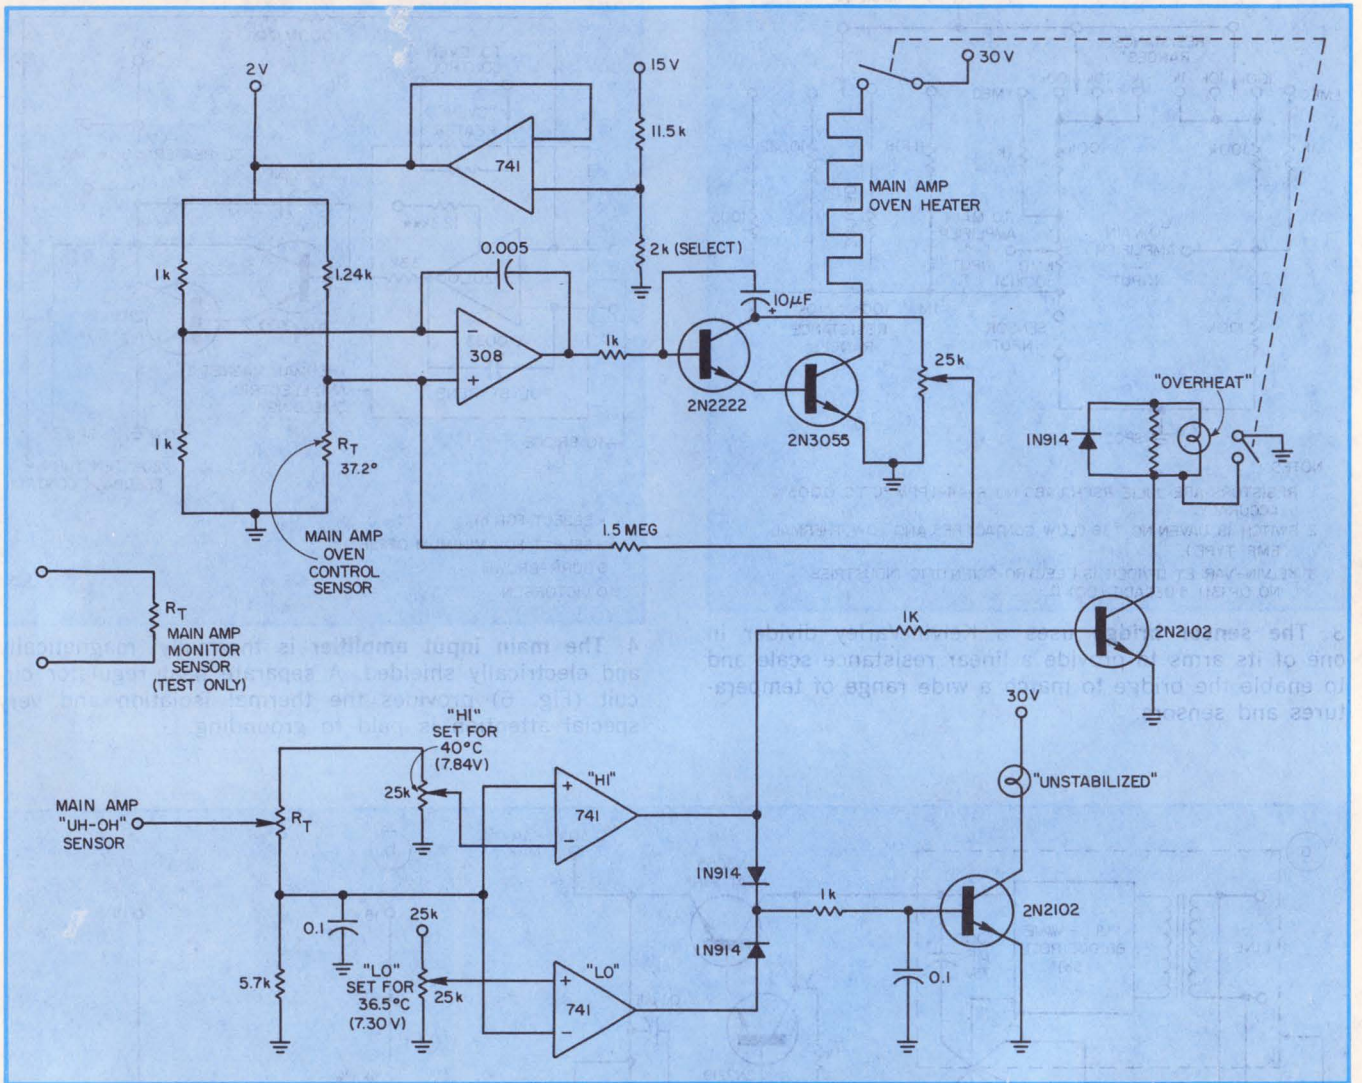 2V
15V
30V
11.5k
741
MAIN AMP
OVEN HEATER
2k (SELECT)
0.005
1k
1.24k
10µF
+
−
308
+
1k
25k
2N2222
2N3055
"OVERHEAT"
1N914
1k
RT
37.2°
1.5 MEG
MAIN AMP
OVEN
CONTROL
SENSOR
RT
MAIN AMP
MONITOR
SENSOR
(TEST ONLY)
1K
2N2102
30V
"UNSTABILIZED"
"HI"
SET FOR
40°C
(7.84V)
25k
MAIN AMP
"UH-OH"
SENSOR
RT
+
"HI"
741
−
1N914
1k
2N2102
1N914
0.1
25k
"LO"
SET FOR
36.5°C
(7.30V)
25k
5.7k
+
"LO"
741
−
0.1